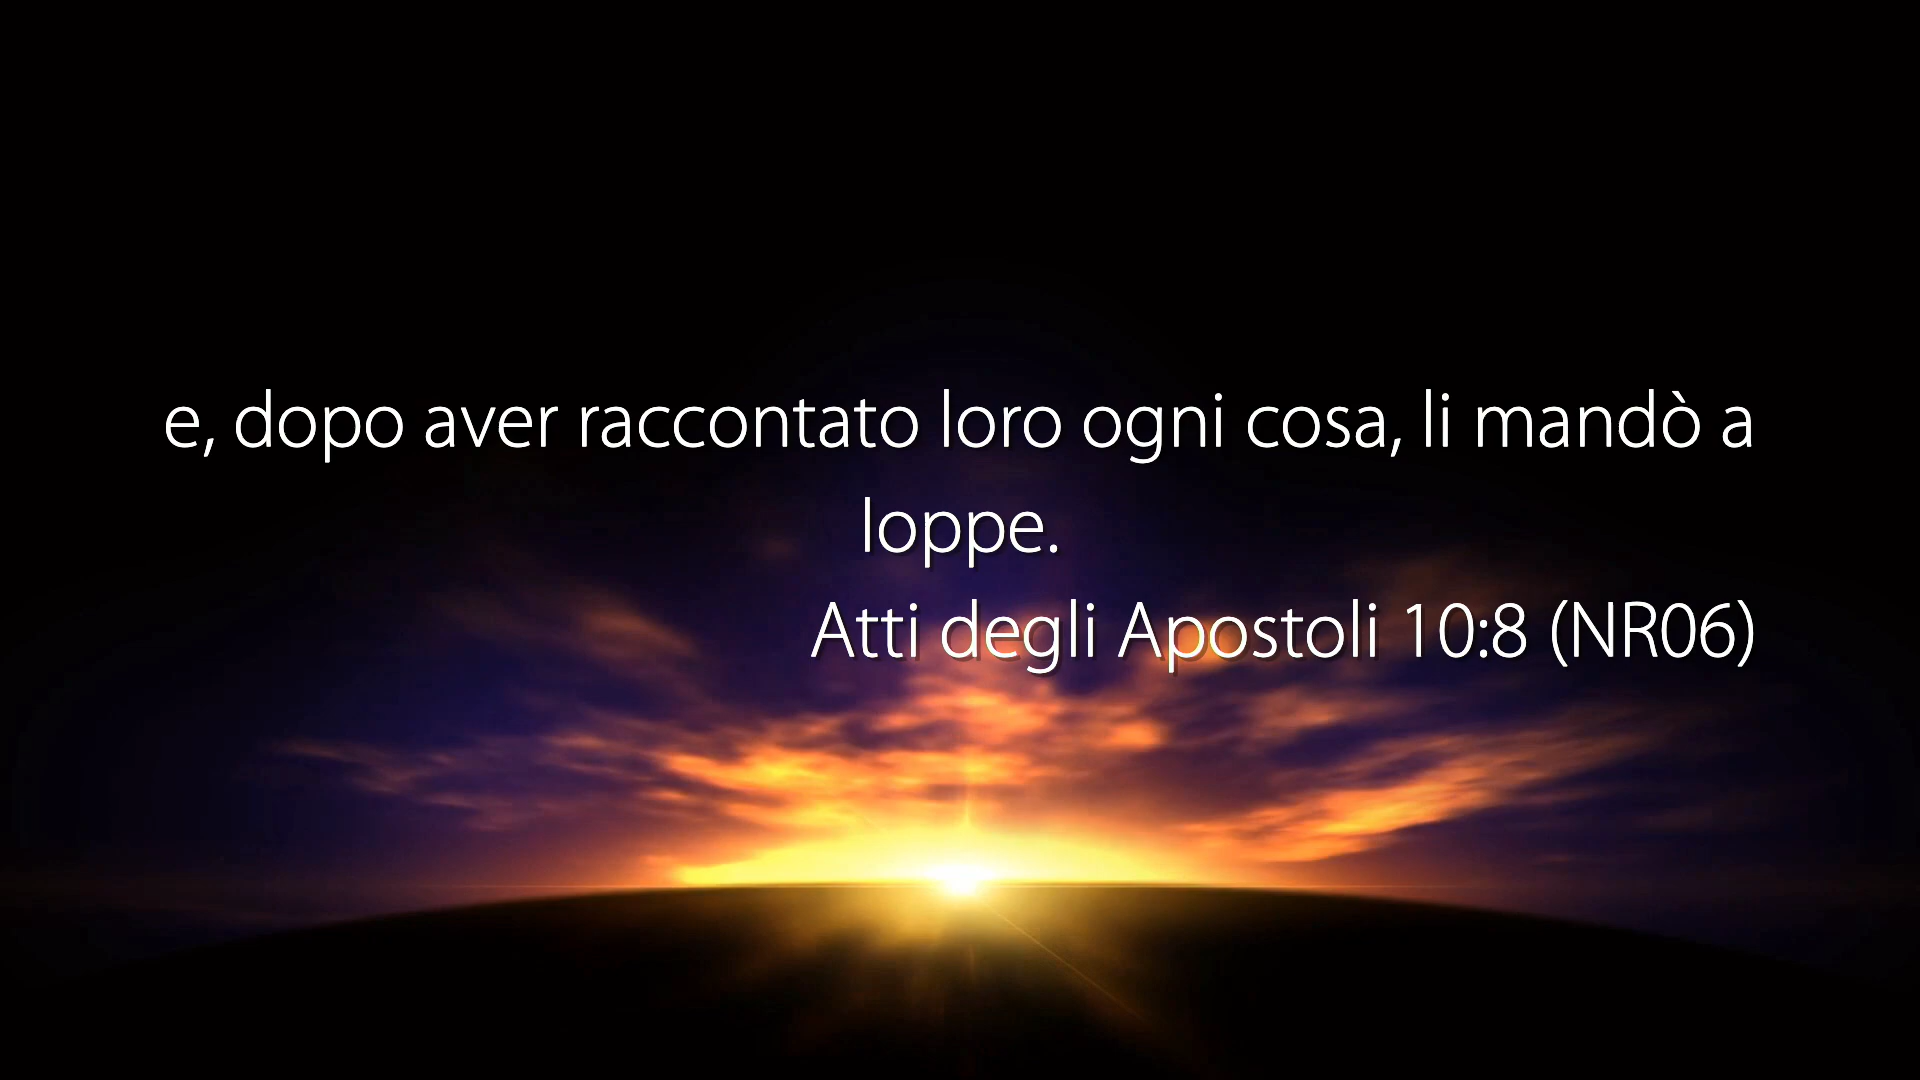 e, dopo aver raccontato loro ogni cosa, li mandò a
Ioppe.
Atti degli Apostoli 10:8 (NR06)